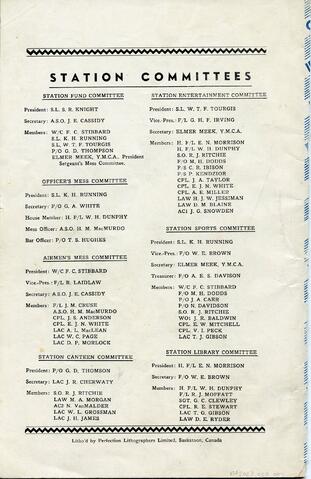 STATION COMMITTEES
STATION FUND COMMITTEE
President: S.L. S. R. KNIGHT
Secretary: A.S.O. J. E. CASSIDY
Members: W/C F. C. STIBBARD
S.L. K. H. RUNNING
S.L. W. T. F. TOURGIS
P/O G. D. THOMPSON
ELMER MEEK, Y.M.C.A. President
Sergeant's Mess Committee.
OFFICER'S MESS COMMITTEE
President: S.L. K. H. RUNNING
Secretary: P/O G. A. WHITE
House Member: H F/L W. H. DUNPHY
Mess Officer: A.S.O. H. M. MacMURDO
Bar Officer: P/O T. S. HUGHES
AIRMEN'S MESS COMMITTEE
President: W/C F. C. STIBBARD
Vice-Pres.: F/L R. LAIDLAW
Secretary: A.S.O. J. E. CASSIDY
Members: F/L J. M. CRUSE
A.S.O. H. M. MacMURDO
CPL. J. S. ANDERSON
CPL. E. J. N. WHITE
LAC A. L. MacLEAN
LAC W. C. PAGE
LAC D. F. MORLOCK
STATION CANTEEN COMMITTEE
President: P/O G. D. THOMSON
Secretary: LAC J. R. CHERWATY
Members: S.O. R. J. RITCHIE
LAW M. A. MORGAN
AC1 N. VanMALDER
LAC W. L. GROSSMAN
LAC J. H. JAMES
STATION ENTERTAINMENT COMMITTEE
President: S.L. W. T. F. TOURGIS
Vice-Pres.: F/L G. H. F. IRVING
Secretary: ELMER MEEK, Y.M.C.A.
Members: H F/L E. N. MORRISON
H F/L W. H. DUNPHY
S.O. R. J. RITCHIE
F/O M. H. DODDS
P/S C. R. IBISON
P/S P. KENDZIOR
CPL. J. A. TAYLOR
CPL. E. J. N. WHITE
CPL. A. E. MILLER
LAW H. J. W. JESSIMAN
LAW D. M. BLAINE
AC1 J. G. SNOWDEN
STATION SPORTS COMMITTEE
President: S.L. K. H. RUNNING
Vice-Pres.: F/O W. E. BROWN
Secretary: ELMER MEEK, Y.M.C.A.
Treasurer: F/O A. E. S. DAVISON
Members: W/C F. C. STIBBARD
F/O M. H. DODDS
P/O J. A. CARR
P/O N. DAVIDSON
S.O. R. J. RITCHIE
WO1 J. R. BALDWIN
CPL. E. W. MITCHELL
CPL. V. I. PECK
LAC T. J. GIBSON
STATION LIBRARY COMMITTEE
President: H. F/L E. N. MORRISON
Secretary: F/O W. E. BROWN
Members: H. F/L W. H. DUNPHY
F/L R. J. MOFFATT
SGT. G. C. CLEWLEY
CPL. R. E. STEWART
LAC T. G. GIBSON
LAW D. E. RYDER
Litho'd by Perfection Lithographers Limited, Saskatoon, Canada